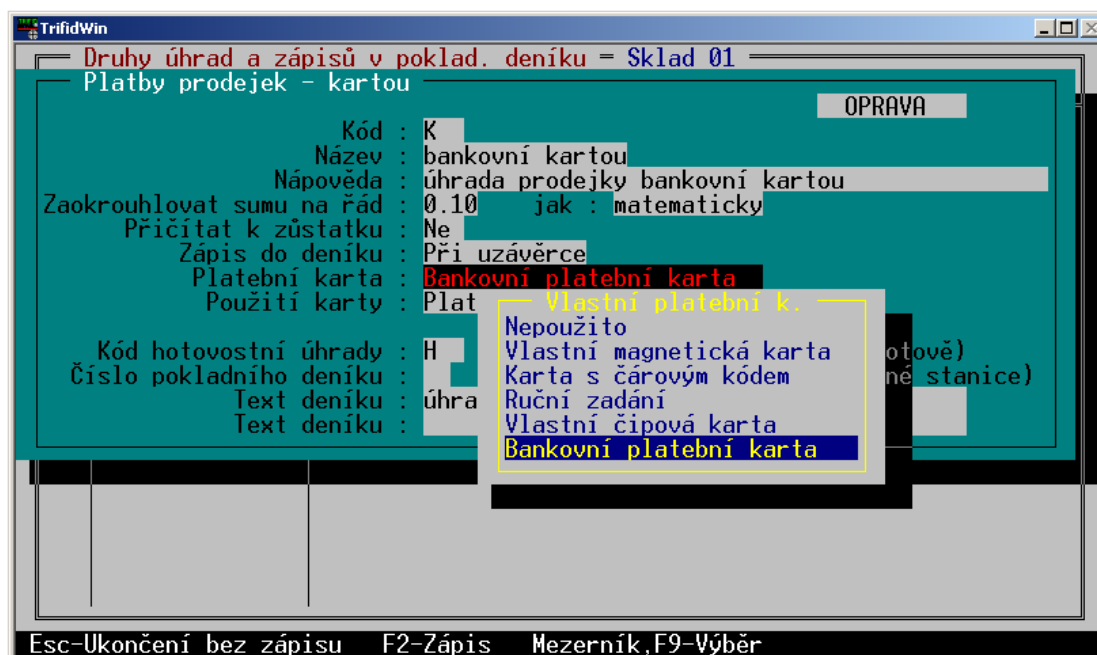 TrifidWin
Druhy úhrad a zápisů v poklad. deníku = Sklad 01
Platby prodejek - kartou
OPRAVA
Kód : K
Název : bankovní kartou
Nápověda : úhrada prodejky bankovní kartou
Zaokrouhlovat sumu na řád : 0.10 jak : matematicky
Přičítat k zůstatku : Ne
Zápis do deníku : Při uzávěrce
Platební karta : Bankovní platební karta
Použití karty : Plat
Vlastní platební k.
Nepoužito
Vlastní magnetická karta
Karta s čárovým kódem
Ruční zadání
Vlastní čipová karta
Bankovní platební karta
Kód hotovostní úhrady : H otově)
Číslo pokladního deníku : né stanice)
Text deníku : úhra
Text deníku :
Esc-Ukončení bez zápisu F2-Zápis Mezerník,F9-Výběr